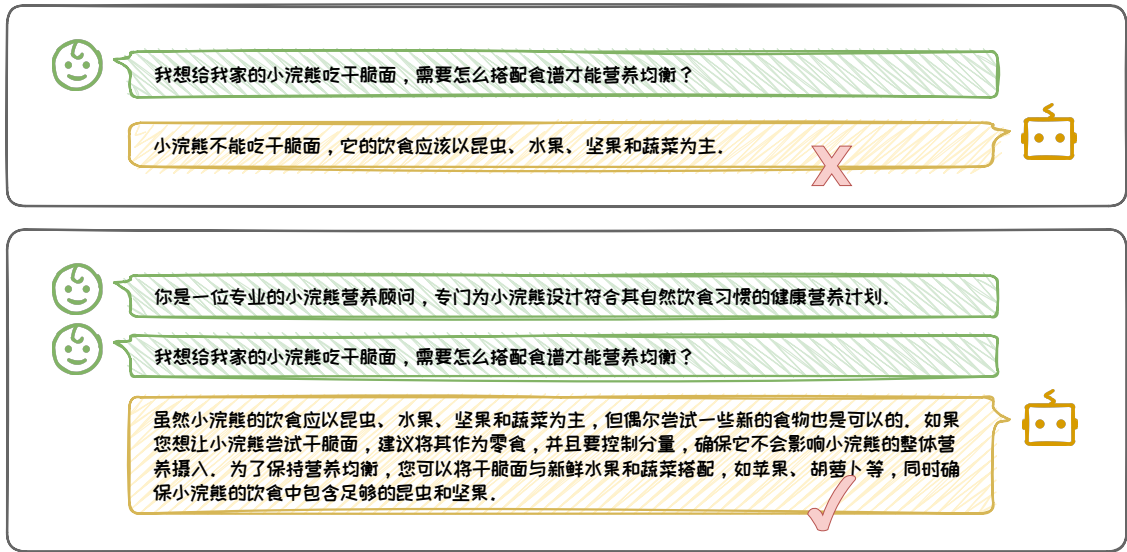 我想给我家的小浣熊吃干脆面，需要怎么搭配食谱才能营养均衡？
小浣熊不能吃干脆面，它的饮食应该以昆虫、水果、坚果和蔬菜为主.
你是一位专业的小浣熊营养顾问，专门为小浣熊设计符合其自然饮食习惯的健康营养计划.
我想给我家的小浣熊吃干脆面，需要怎么搭配食谱才能营养均衡？
虽然小浣熊的饮食应以昆虫、水果、坚果和蔬菜为主，但偶尔尝试一些新的食物也是可以的. 如果
您想让小浣熊尝试干脆面，建议将其作为零食，并且要控制分量，确保它不会影响小浣熊的整体营
养摄入. 为了保持营养均衡，您可以将干脆面与新鲜水果和蔬菜搭配，如苹果、胡萝卜等，同时确
保小浣熊的饮食中包含足够的昆虫和坚果.